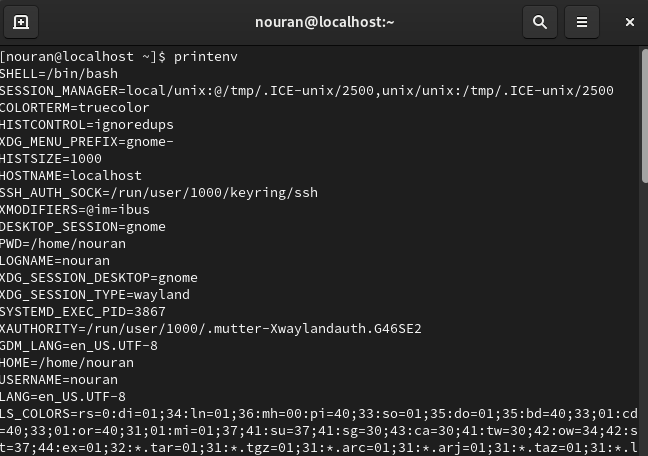 nouran@localhost:~
[nouran@localhost ~]$ printenv
SHELL=/bin/bash
SESSION_MANAGER=local/unix:@/tmp/.ICE-unix/2500,unix/unix:/tmp/.ICE-unix/2500
COLORTERM=truecolor
HISTCONTROL=ignoredups
XDG_MENU_PREFIX=gnome-
HISTSIZE=1000
HOSTNAME=localhost
SSH_AUTH_SOCK=/run/user/1000/keyring/ssh
XMODIFIERS=@im=ibus
DESKTOP_SESSION=gnome
PWD=/home/nouran
LOGNAME=nouran
XDG_SESSION_DESKTOP=gnome
XDG_SESSION_TYPE=wayland
SYSTEMD_EXEC_PID=3867
XAUTHORITY=/run/user/1000/.mutter-Xwaylandauth.G46SE2
GDM_LANG=en_US.UTF-8
HOME=/home/nouran
USERNAME=nouran
LANG=en_US.UTF-8
LS_COLORS=rs=0:di=01;34:ln=01;36:mh=00:pi=40;33:so=01;35:do=01;35:bd=40;33;01:cd
=40;33;01:or=40;31;01:mi=01;37;41:su=37;41:sg=30;43:ca=30;41:tw=30;42:ow=34;42:s
t=37;44:ex=01;32:*.tar=01;31:*.tgz=01;31:*.arc=01;31:*.arj=01;31:*.taz=01;31:*.l